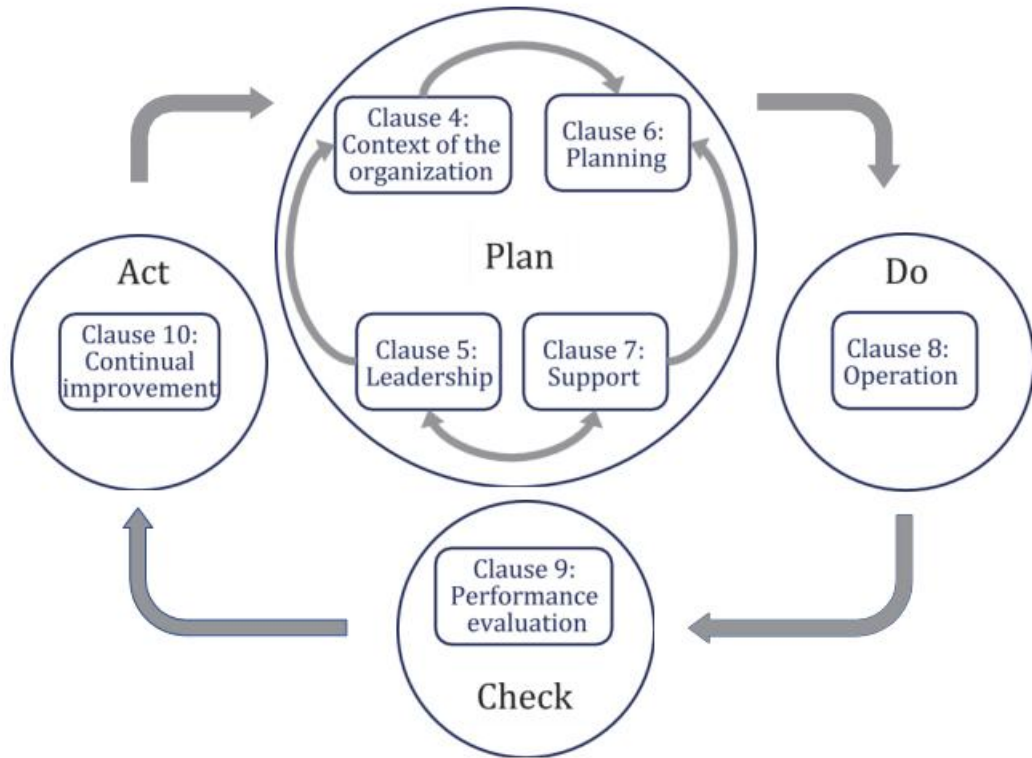 Clause 4:
Context of the
organization
Clause 6:
Planning
Plan
Clause 5:
Leadership
Clause 7:
Support
Act
Clause 10:
Continual
improvement
Do
Clause 8:
Operation
Clause 9:
Performance
evaluation
Check